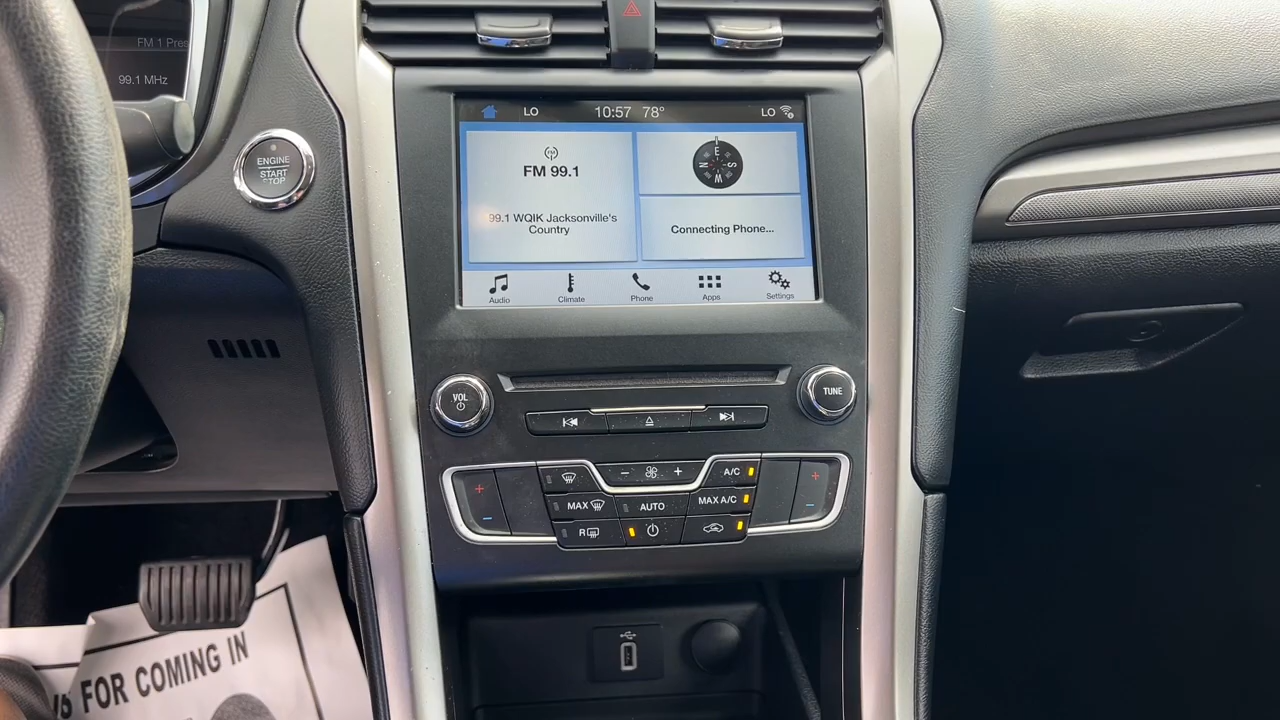 FM 1 Pres
99.1 MHz
ENGINE
START
STOP
LO 10:57 78° LO
FM 99.1
99.1 WQIK Jacksonville's
Country
E
N S
W
Connecting Phone...
Audio Climate Phone Apps Settings
VOL
TUNE
A/C
MAX AUTO MAX A/C
R
FOR COMING IN